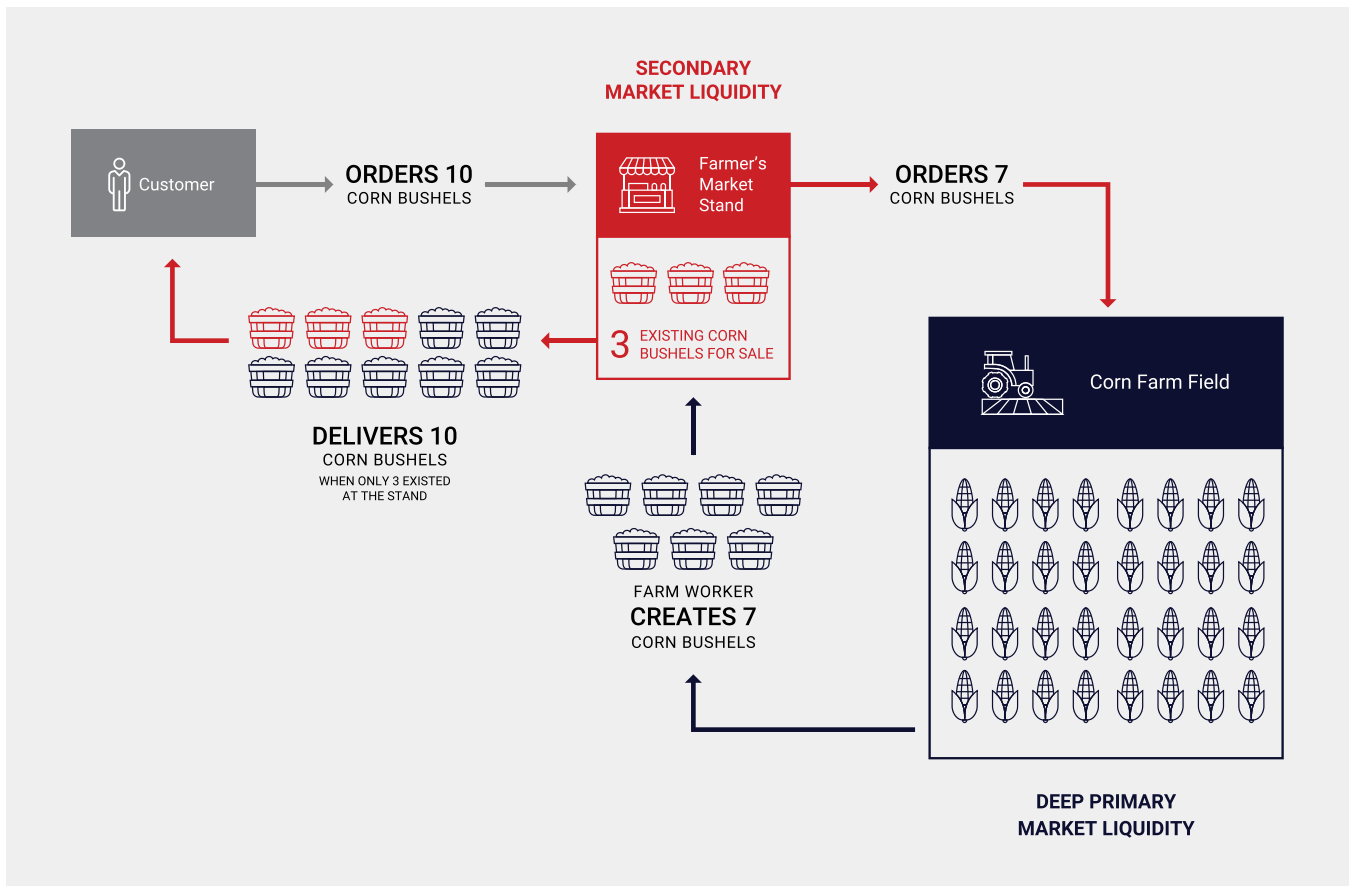 SECONDARY
MARKET LIQUIDITY
Customer
ORDERS 10
CORN BUSHELS
Farmer's
Market
Stand
ORDERS 7
CORN BUSHELS
3 EXISTING CORN
BUSHELS FOR SALE
DELIVERS 10
CORN BUSHELS
WHEN ONLY 3 EXISTED
AT THE STAND
Corn Farm Field
FARM WORKER
CREATES 7
CORN BUSHELS
DEEP PRIMARY
MARKET LIQUIDITY